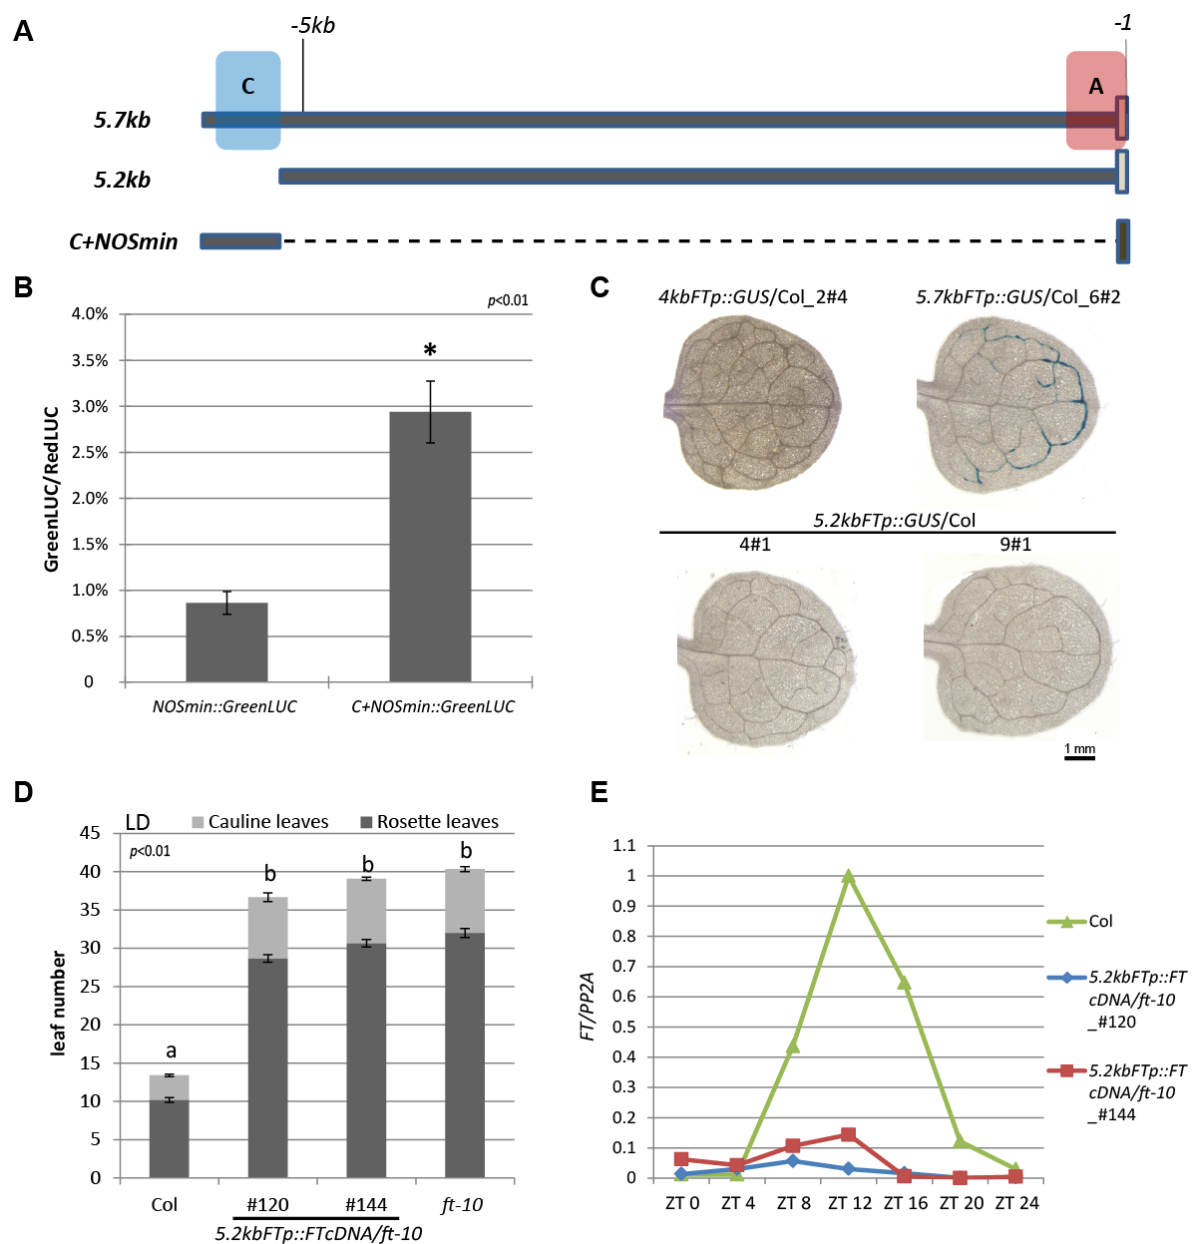 A
-5kb
-1
C
A
5.7kb
5.2kb
C+NOSmin
B
p<0.01
4.0%
3.5%
3.0%
2.5%
2.0%
1.5%
1.0%
0.5%
0
*
GreenLUC/RedLUC
NOSmin::GreenLUC
C+NOSmin::GreenLUC
C
4kbFTp::GUS/Col_2#4
5.7kbFTp::GUS/Col_6#2
5.2kbFTp::GUS/Col
4#1
9#1
1 mm
D
LD
Cauline leaves
Rosette leaves
p<0.01
45
40
35
30
25
20
15
10
5
0
leaf number
a
b
b
b
Col
#120
#144
ft-10
5.2kbFTp::FTcDNA/ft-10
E
1.1
1
0.9
0.8
0.7
0.6
0.5
0.4
0.3
0.2
0.1
0
FT/PP2A
ZT 0
ZT 4
ZT 8
ZT 12
ZT 16
ZT 20
ZT 24
Col
5.2kbFTp::FT
cDNA/ft-10
_#120
5.2kbFTp::FT
cDNA/ft-10
_#144